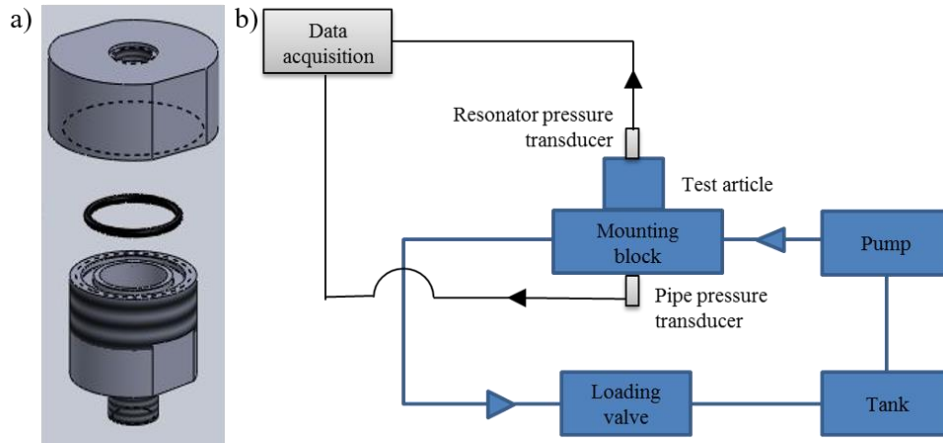 a)
b)
Data
acquisition
Resonator pressure
transducer
Test article
Mounting
block
Pump
Pipe pressure
transducer
Loading
valve
Tank